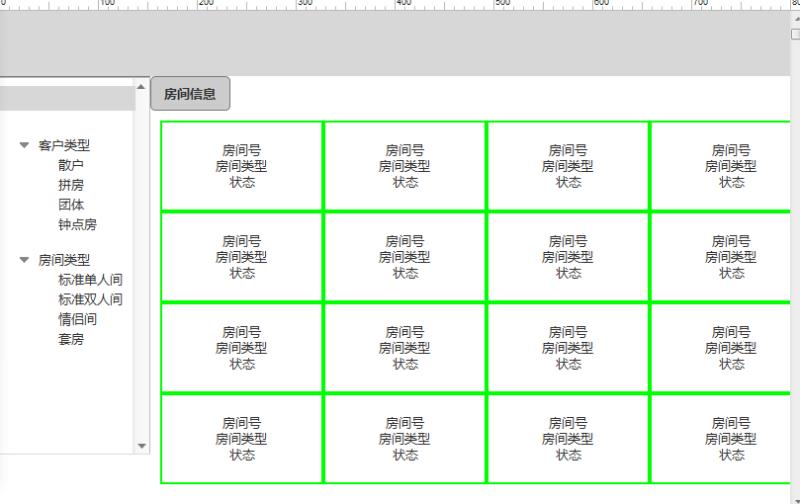 0 100 200 300 400 500 600 700 80
房间信息
客户类型
散户
拼房
团体
钟点房
房间类型
标准单人间
标准双人间
情侣间
套房
房间号 房间号 房间号 房间号
房间类型 房间类型 房间类型 房间类型
状态 状态 状态 状态
房间号 房间号 房间号 房间号
房间类型 房间类型 房间类型 房间类型
状态 状态 状态 状态
房间号 房间号 房间号 房间号
房间类型 房间类型 房间类型 房间类型
状态 状态 状态 状态
房间号 房间号 房间号 房间号
房间类型 房间类型 房间类型 房间类型
状态 状态 状态 状态